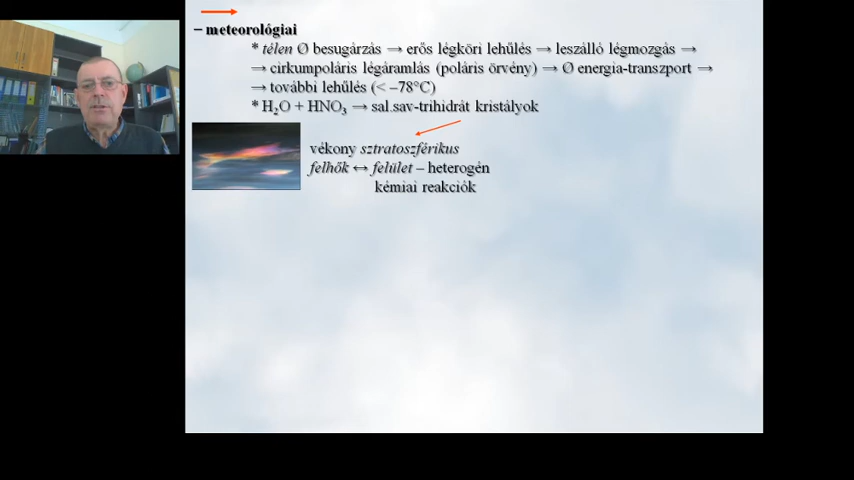 – meteorológiai
* télen Ø besugárzás → erős légköri lehűlés → leszálló légmozgás →
→ cirkumpoláris légáramlás (poláris örvény) → Ø energia-transzport →
→ további lehűlés (< –78°C)
* H₂O + HNO₃ → sal.sav-trihidrát kristályok
vékony sztratoszférikus
felhők ↔ felület – heterogén
kémiai reakciók